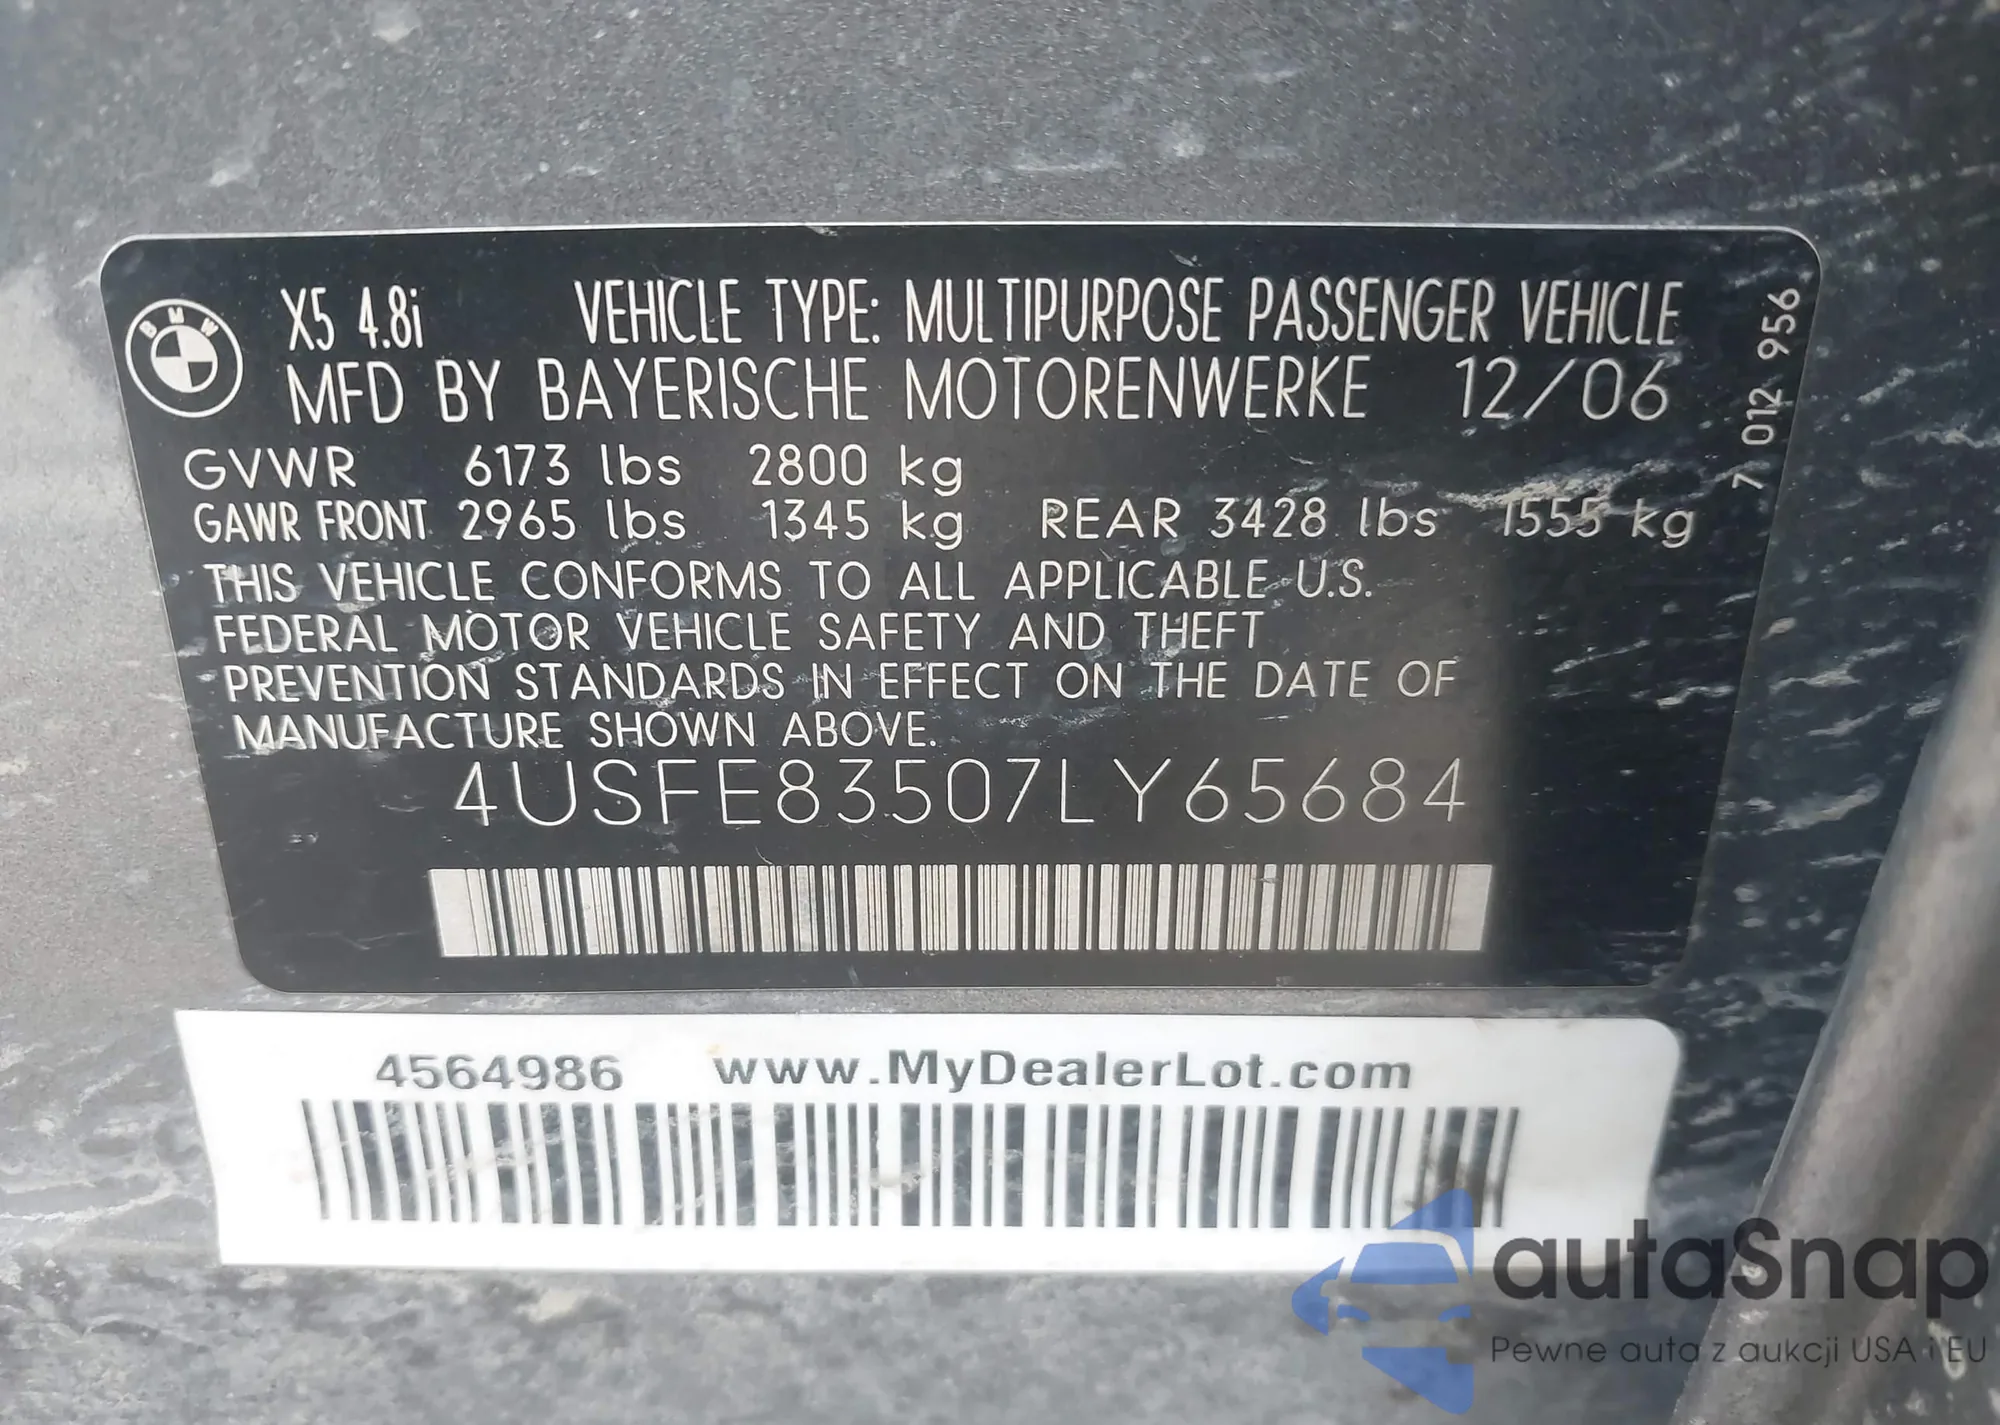 BMW
X5 4.8i VEHICLE TYPE: MULTIPURPOSE PASSENGER VEHICLE
MFD BY BAYERISCHE MOTORENWERKE 12/06
GVWR 6173 lbs 2800 kg
GAWR FRONT 2965 lbs 1345 kg REAR 3428 lbs 1555 kg
THIS VEHICLE CONFORMS TO ALL APPLICABLE U.S.
FEDERAL MOTOR VEHICLE SAFETY AND THEFT
PREVENTION STANDARDS IN EFFECT ON THE DATE OF
MANUFACTURE SHOWN ABOVE.
4USFE83507LY65684
7 012 956
4564986 www.MyDealerLot.com
autaSnap
Pewne auta z aukcji USA i EU